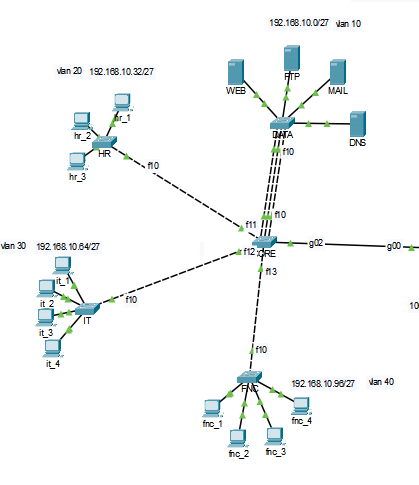 192.168.10.0/27 vlan 10
FTP
WEB
MAIL
DATA
DNS
f10
vlan 20 192.168.10.32/27
hr_1
hr_2
HR
hr_3
f10
f10
f11
CRE
g02
g00
f12
f13
vlan 30 192.168.10.64/27
it_1
it_2
it_3
IT
it_4
f10
10
f10
FNC
192.168.10.96/27 vlan 40
fnc_1
fnc_2
fnc_3
fnc_4